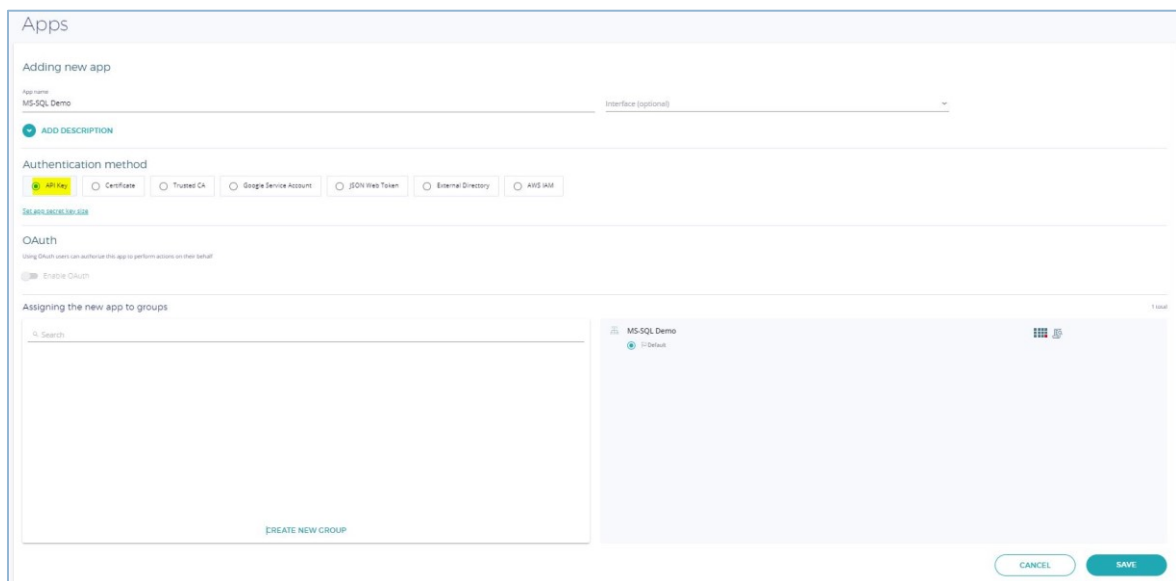 Apps
Adding new app
App name
MS-SQL Demo
Interface (optional)
ADD DESCRIPTION
Authentication method
API Key Certificate Trusted CA Google Service Account JSON Web Token External Directory AWS IAM
Set app secret key size
OAuth
Using OAuth users can authorize this app to perform actions on their behalf
Enable OAuth
Assigning the new app to groups
1 total
Search
MS-SQL Demo
Default
CREATE NEW GROUP
CANCEL SAVE